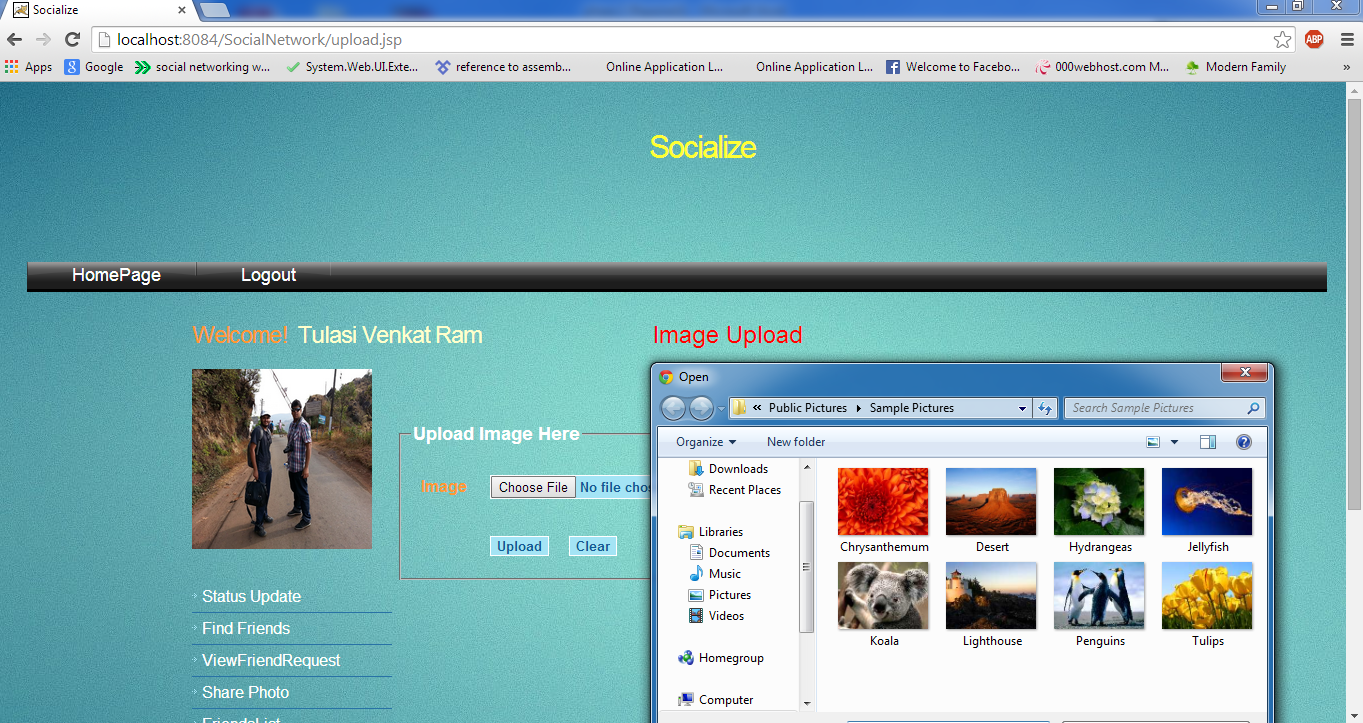 Socialize
localhost:8084/SocialNetwork/upload.jsp
ABP
Apps Google social networking w... System.Web.UI.Exte... reference to assemb... Online Application L... Online Application L... Welcome to Facebo... 000webhost.com M... Modern Family »
Socialize
HomePage Logout
Welcome! Tulasi Venkat Ram
Image Upload
Upload Image Here
Image Choose File No file chos
Upload Clear
Status Update
Find Friends
ViewFriendRequest
Share Photo
FriendsList
Open
« Public Pictures Sample Pictures
Search Sample Pictures
Organize New folder
Downloads
Recent Places
Libraries
Documents
Music
Pictures
Videos
Homegroup
Computer
Chrysanthemum Desert Hydrangeas Jellyfish
Koala Lighthouse Penguins Tulips